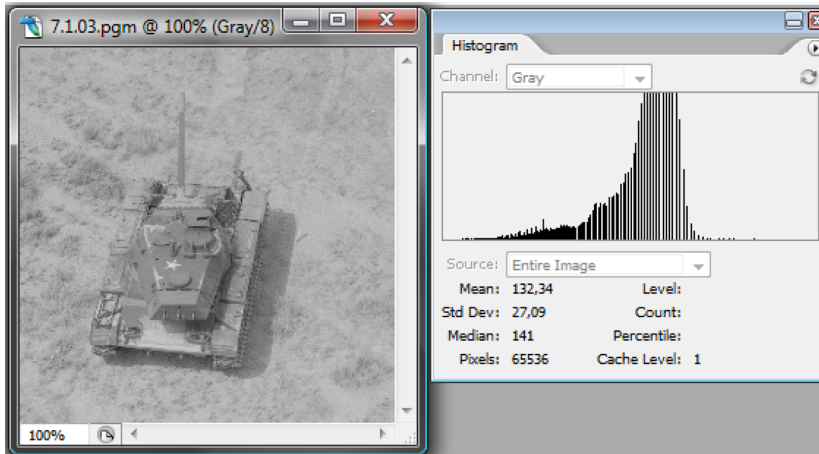 7.1.03.pgm @ 100% (Gray/8)
100%
Histogram
Channel: Gray
Source: Entire Image
Mean: 132,34 Level:
Std Dev: 27,09 Count:
Median: 141 Percentile:
Pixels: 65536 Cache Level: 1